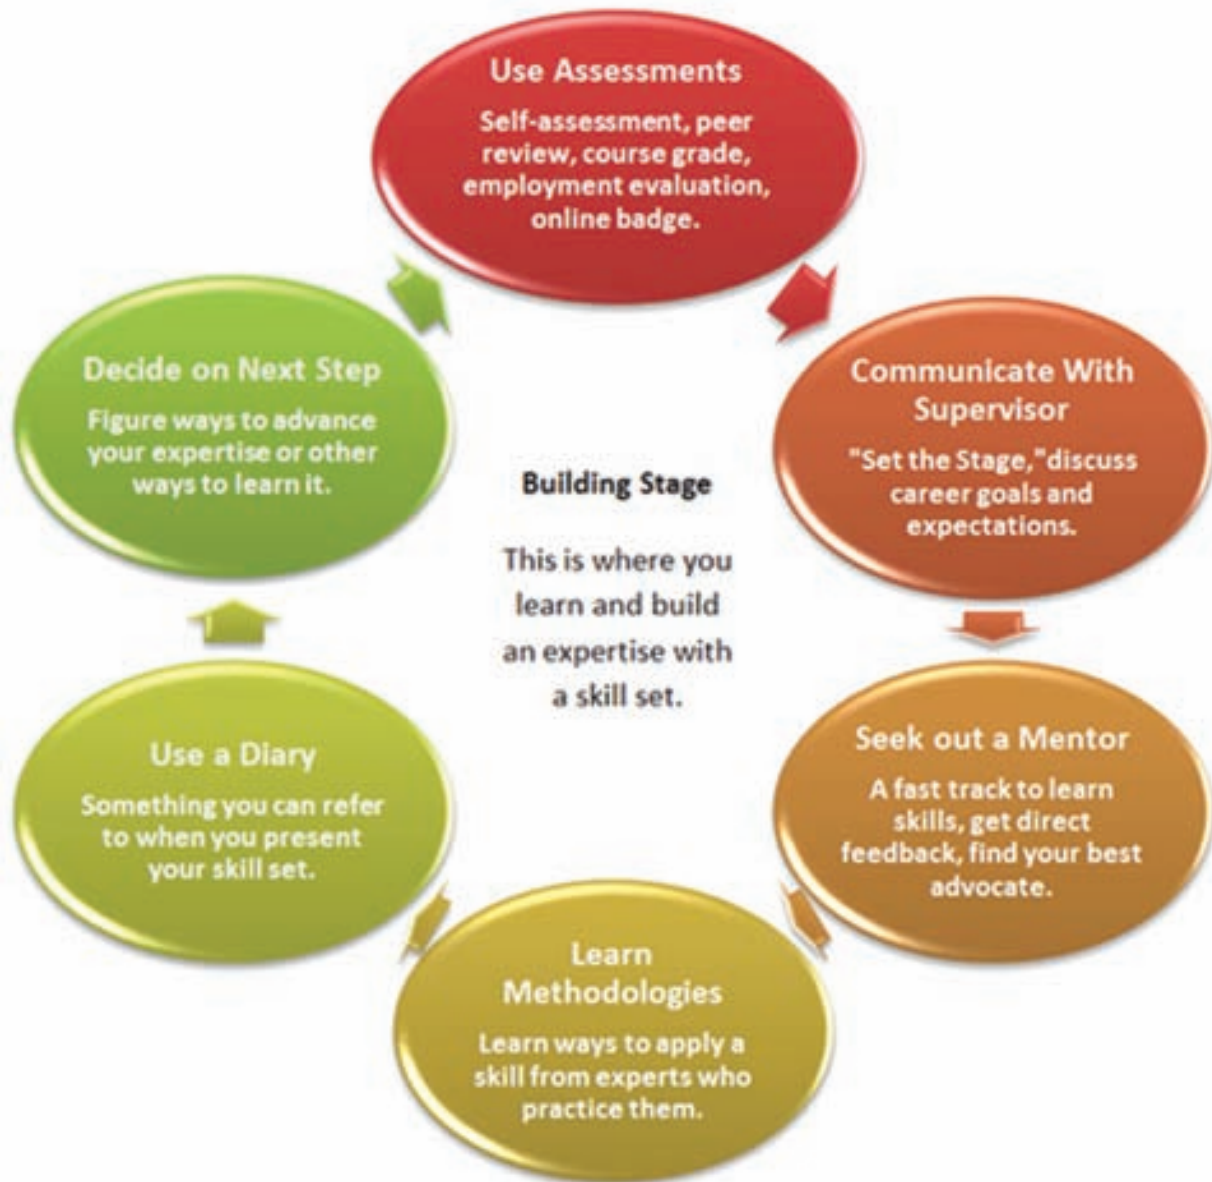 Use Assessments
Self-assessment, peer
review, course grade,
employment evaluation,
online badge.
Communicate With
Supervisor
"Set the Stage,"discuss
career goals and
expectations.
Seek out a Mentor
A fast track to learn
skills, get direct
feedback, find your best
advocate.
Learn
Methodologies
Learn ways to apply a
skill from experts who
practice them.
Use a Diary
Something you can refer
to when you present
your skill set.
Decide on Next Step
Figure ways to advance
your expertise or other
ways to learn it.
Building Stage
This is where you
learn and build
an expertise with
a skill set.